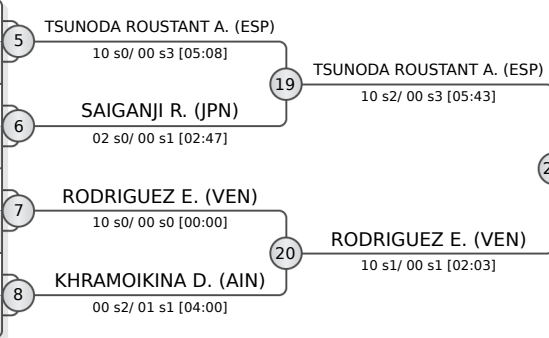 TSUNODA ROUSTANT A. (ESP)
5
10 s0/ 00 s3 [05:08]
19
TSUNODA ROUSTANT A. (ESP)
10 s2/ 00 s3 [05:43]
SAIGANJI R. (JPN)
6
02 s0/ 00 s1 [02:47]
RODRIGUEZ E. (VEN)
7
10 s0/ 00 s0 [00:00]
20
RODRIGUEZ E. (VEN)
10 s1/ 00 s1 [02:03]
KHRAMOIKINA D. (AIN)
8
00 s2/ 01 s1 [04:00]